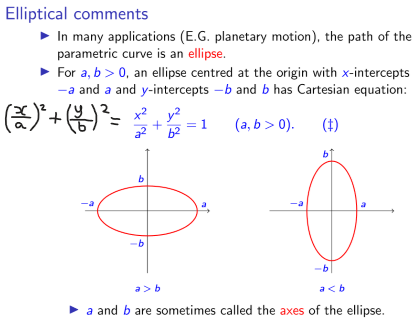 Elliptical comments
▶ In many applications (E.G. planetary motion), the path of the
parametric curve is an ellipse.
▶ For a, b > 0, an ellipse centred at the origin with x-intercepts
−a and a and y-intercepts −b and b has Cartesian equation:
(x/a)² + (y/b)² = x²/a² + y²/b² = 1 (a, b > 0). (‡)
b b
−a a −a a
−b −b
a > b a < b
▶ a and b are sometimes called the axes of the ellipse.